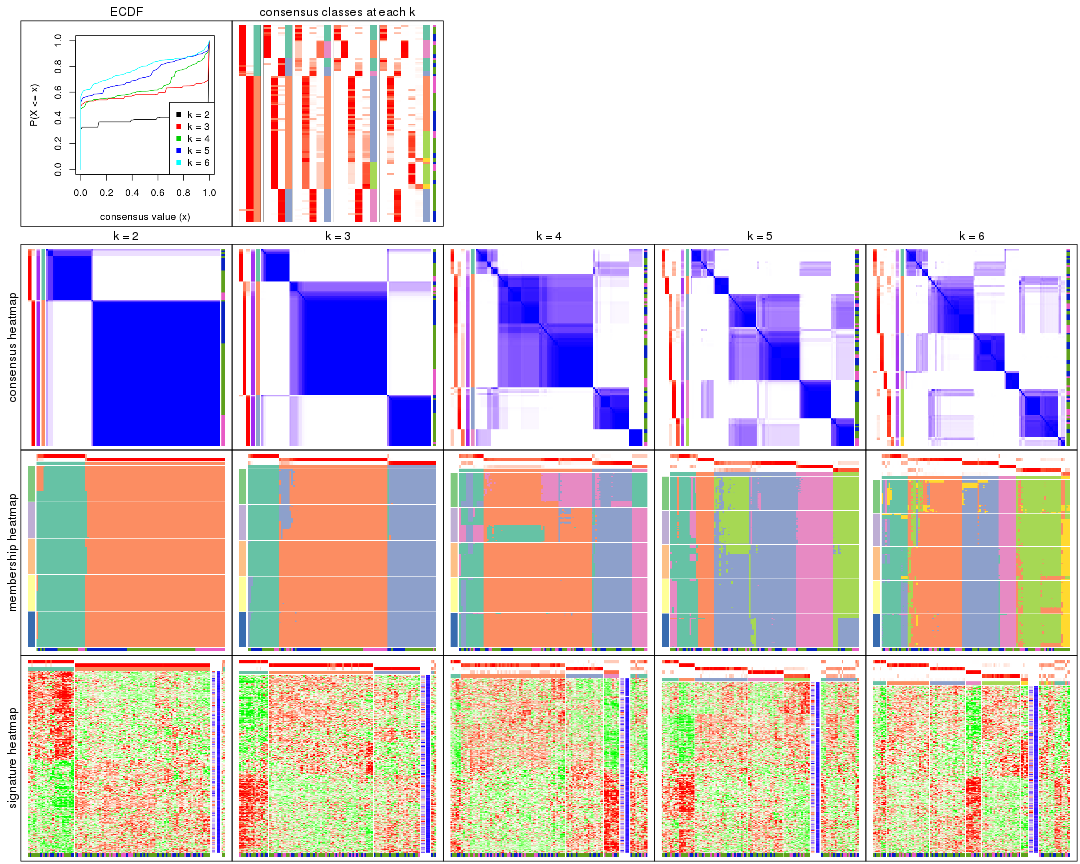 ECDF
consensus classes at each k
P(X <= x)
0.0 0.2 0.4 0.6 0.8 1.0
k = 2
k = 3
k = 4
k = 5
k = 6
0.0 0.2 0.4 0.6 0.8 1.0
consensus value (x)
k = 2 k = 3 k = 4 k = 5 k = 6
consensus heatmap
membership heatmap
signature heatmap